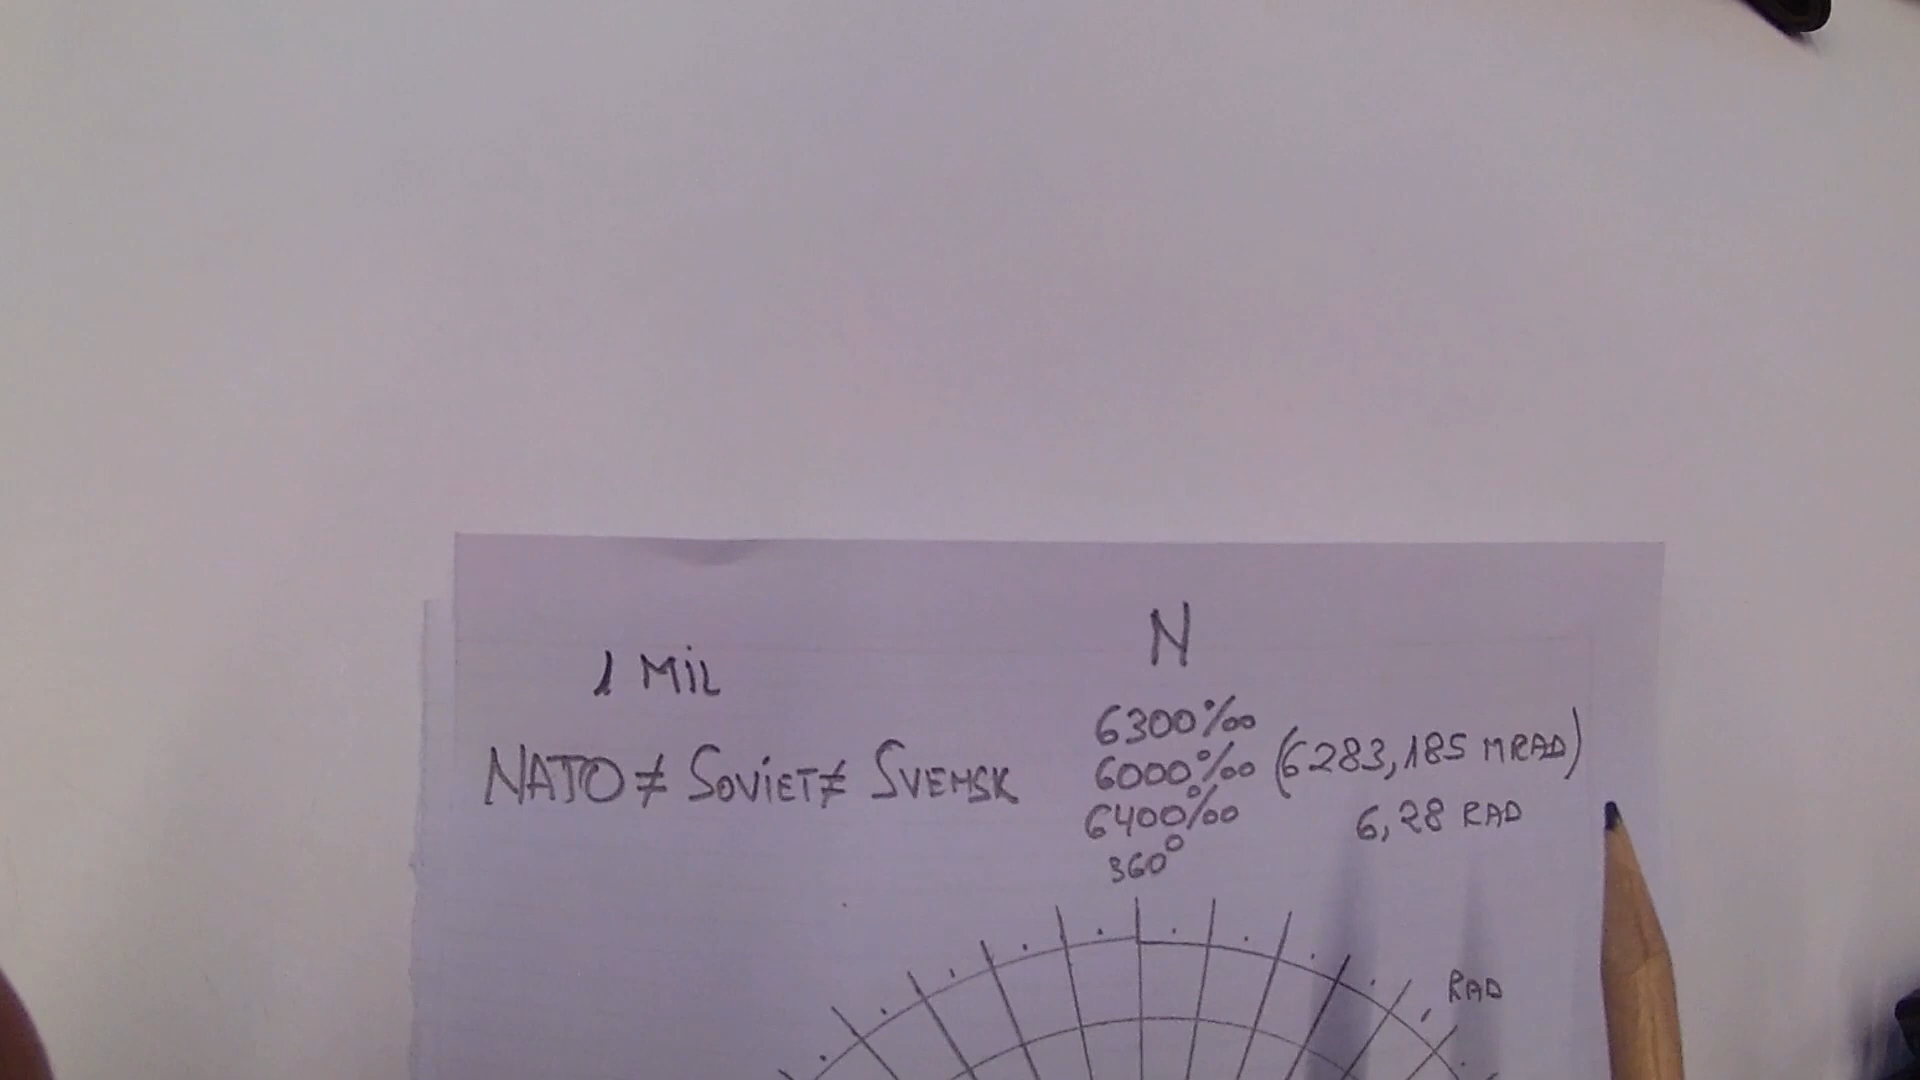 N
1 MiL
6300‰
NATO ≠ SOViET ≠ SVENSK
6000‰ (6283,185 MRAD)
6400‰
6,28 RAD
360°
RAD